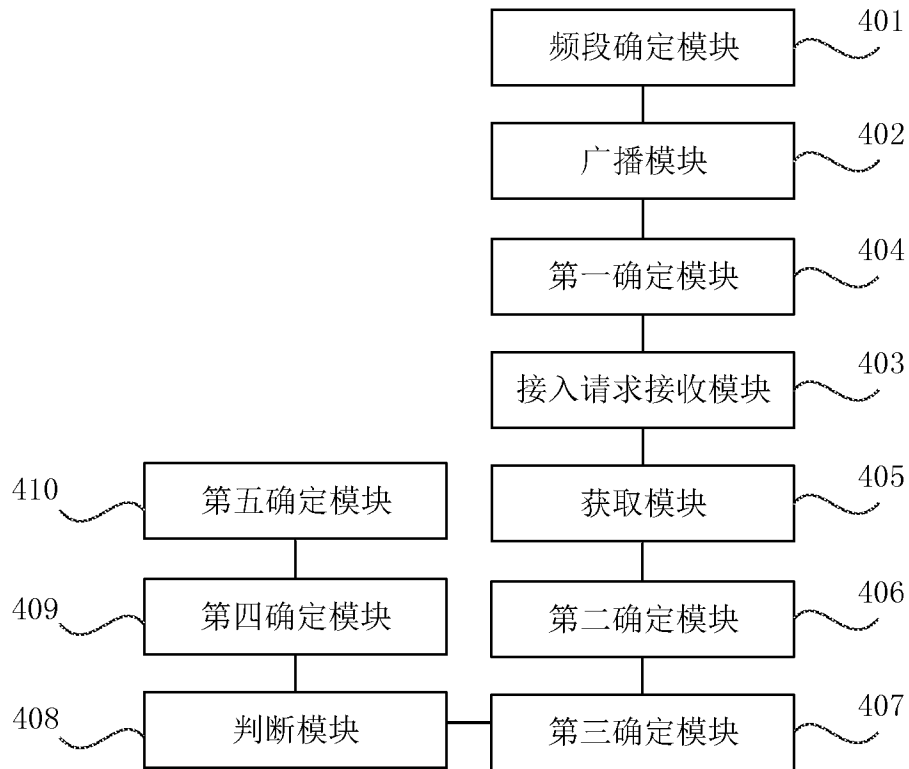 401
频段确定模块
402
广播模块
404
第一确定模块
403
接入请求接收模块
405
获取模块
406
第二确定模块
407
第三确定模块
410
第五确定模块
409
第四确定模块
408
判断模块